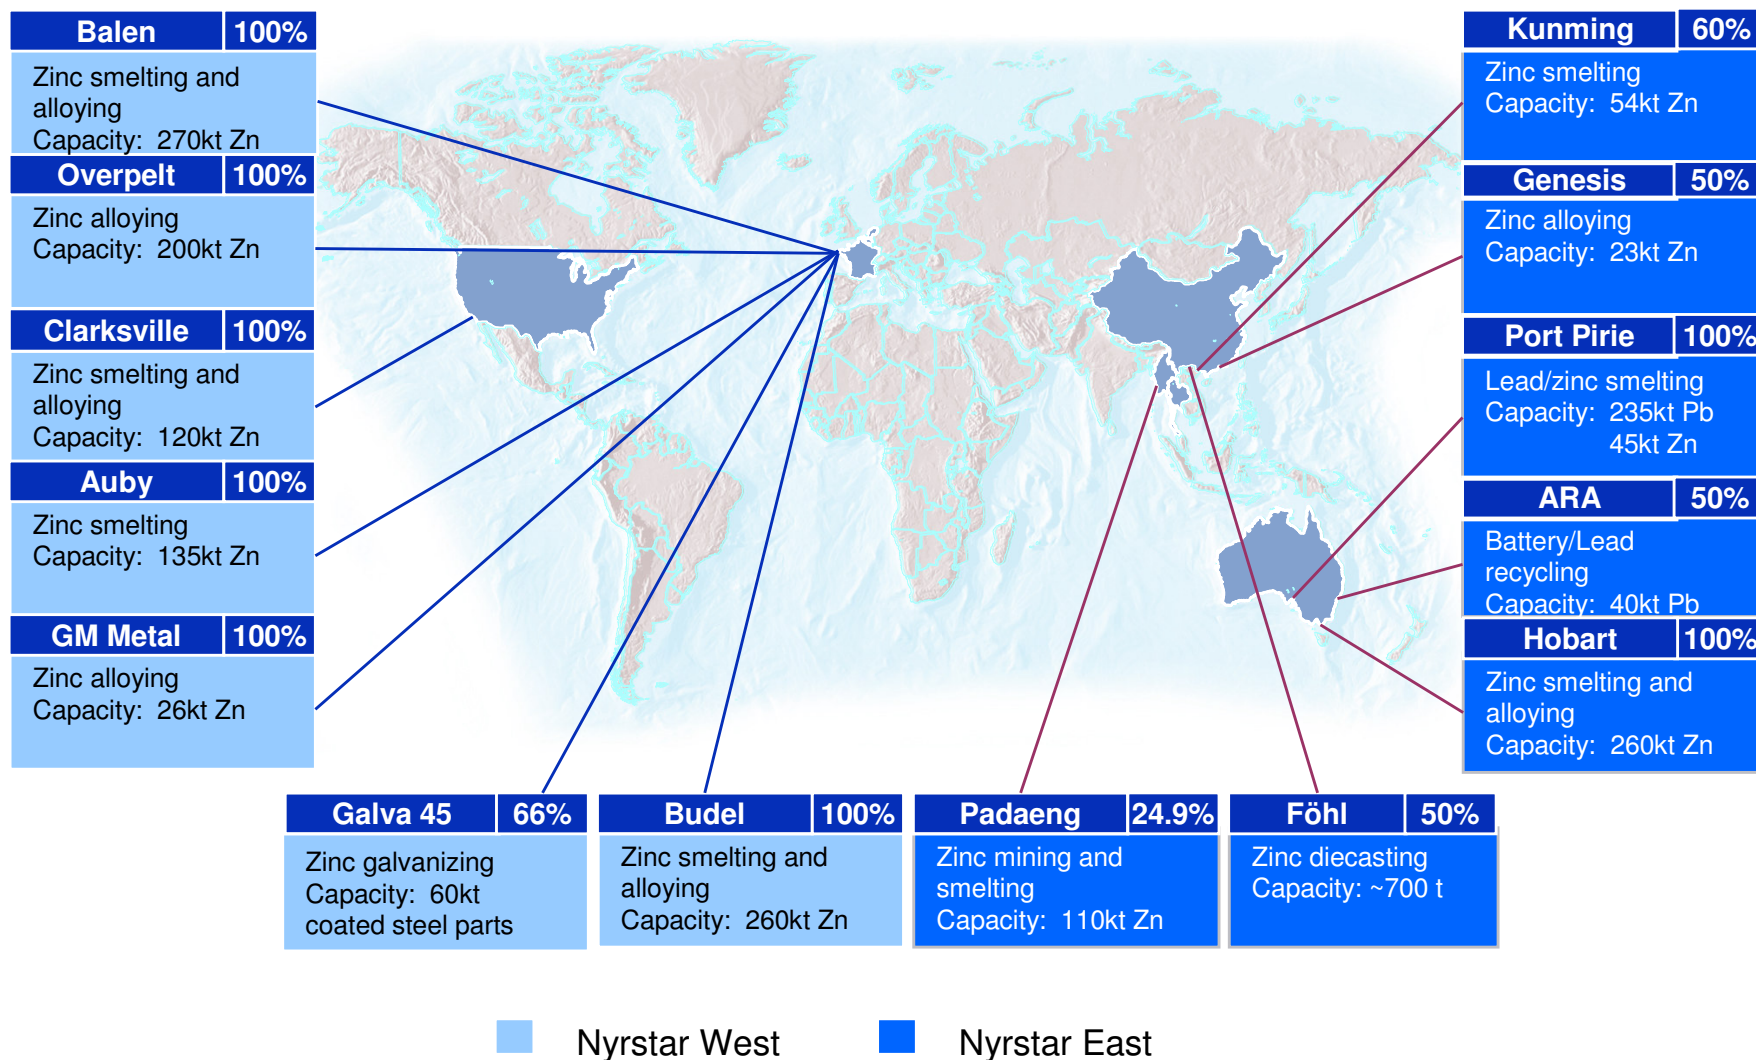 Balen 100%
Zinc smelting and
alloying
Capacity: 270kt Zn
Overpelt 100%
Zinc alloying
Capacity: 200kt Zn
Clarksville 100%
Zinc smelting and
alloying
Capacity: 120kt Zn
Auby 100%
Zinc smelting
Capacity: 135kt Zn
GM Metal 100%
Zinc alloying
Capacity: 26kt Zn
Galva 45 66%
Zinc galvanizing
Capacity: 60kt
coated steel parts
Budel 100%
Zinc smelting and
alloying
Capacity: 260kt Zn
Padaeng 24.9%
Zinc mining and
smelting
Capacity: 110kt Zn
Föhl 50%
Zinc diecasting
Capacity: ~700 t
Kunming 60%
Zinc smelting
Capacity: 54kt Zn
Genesis 50%
Zinc alloying
Capacity: 23kt Zn
Port Pirie 100%
Lead/zinc smelting
Capacity: 235kt Pb
45kt Zn
ARA 50%
Battery/Lead
recycling
Capacity: 40kt Pb
Hobart 100%
Zinc smelting and
alloying
Capacity: 260kt Zn
Nyrstar West
Nyrstar East